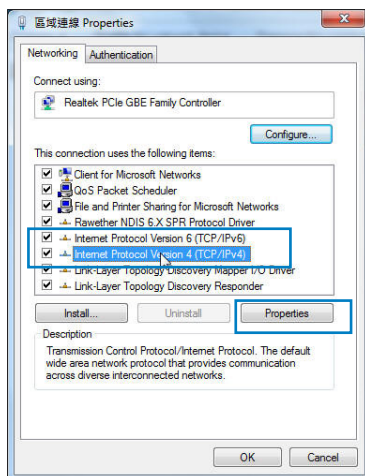 區域連線 Properties
Networking
Authentication
Connect using:
Realtek PCIe GBE Family Controller
Configure...
This connection uses the following items:
Client for Microsoft Networks
QoS Packet Scheduler
File and Printer Sharing for Microsoft Networks
Rawether NDIS 6.X SPR Protocol Driver
Internet Protocol Version 6 (TCP/IPv6)
Internet Protocol Version 4 (TCP/IPv4)
Link-Layer Topology Discovery Mapper I/O Driver
Link-Layer Topology Discovery Responder
Install...
Uninstall
Properties
Description
Transmission Control Protocol/Internet Protocol. The default
wide area network protocol that provides communication
across diverse interconnected networks.
OK
Cancel